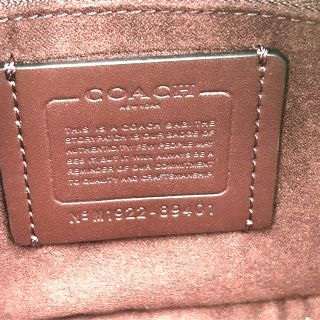 COACH
NEW YORK
THIS IS A COACH BAG. THE
STORYPATCH IS OUR BADGE OF
AUTHENTICITY. FEW PEOPLE MAY
SEE IT. BUT IT WILL ALWAYS BE A
REMINDER OF OUR COMMITMENT
TO QUALITY AND CRAFTSMANSHIP.
Nº M1922-89401